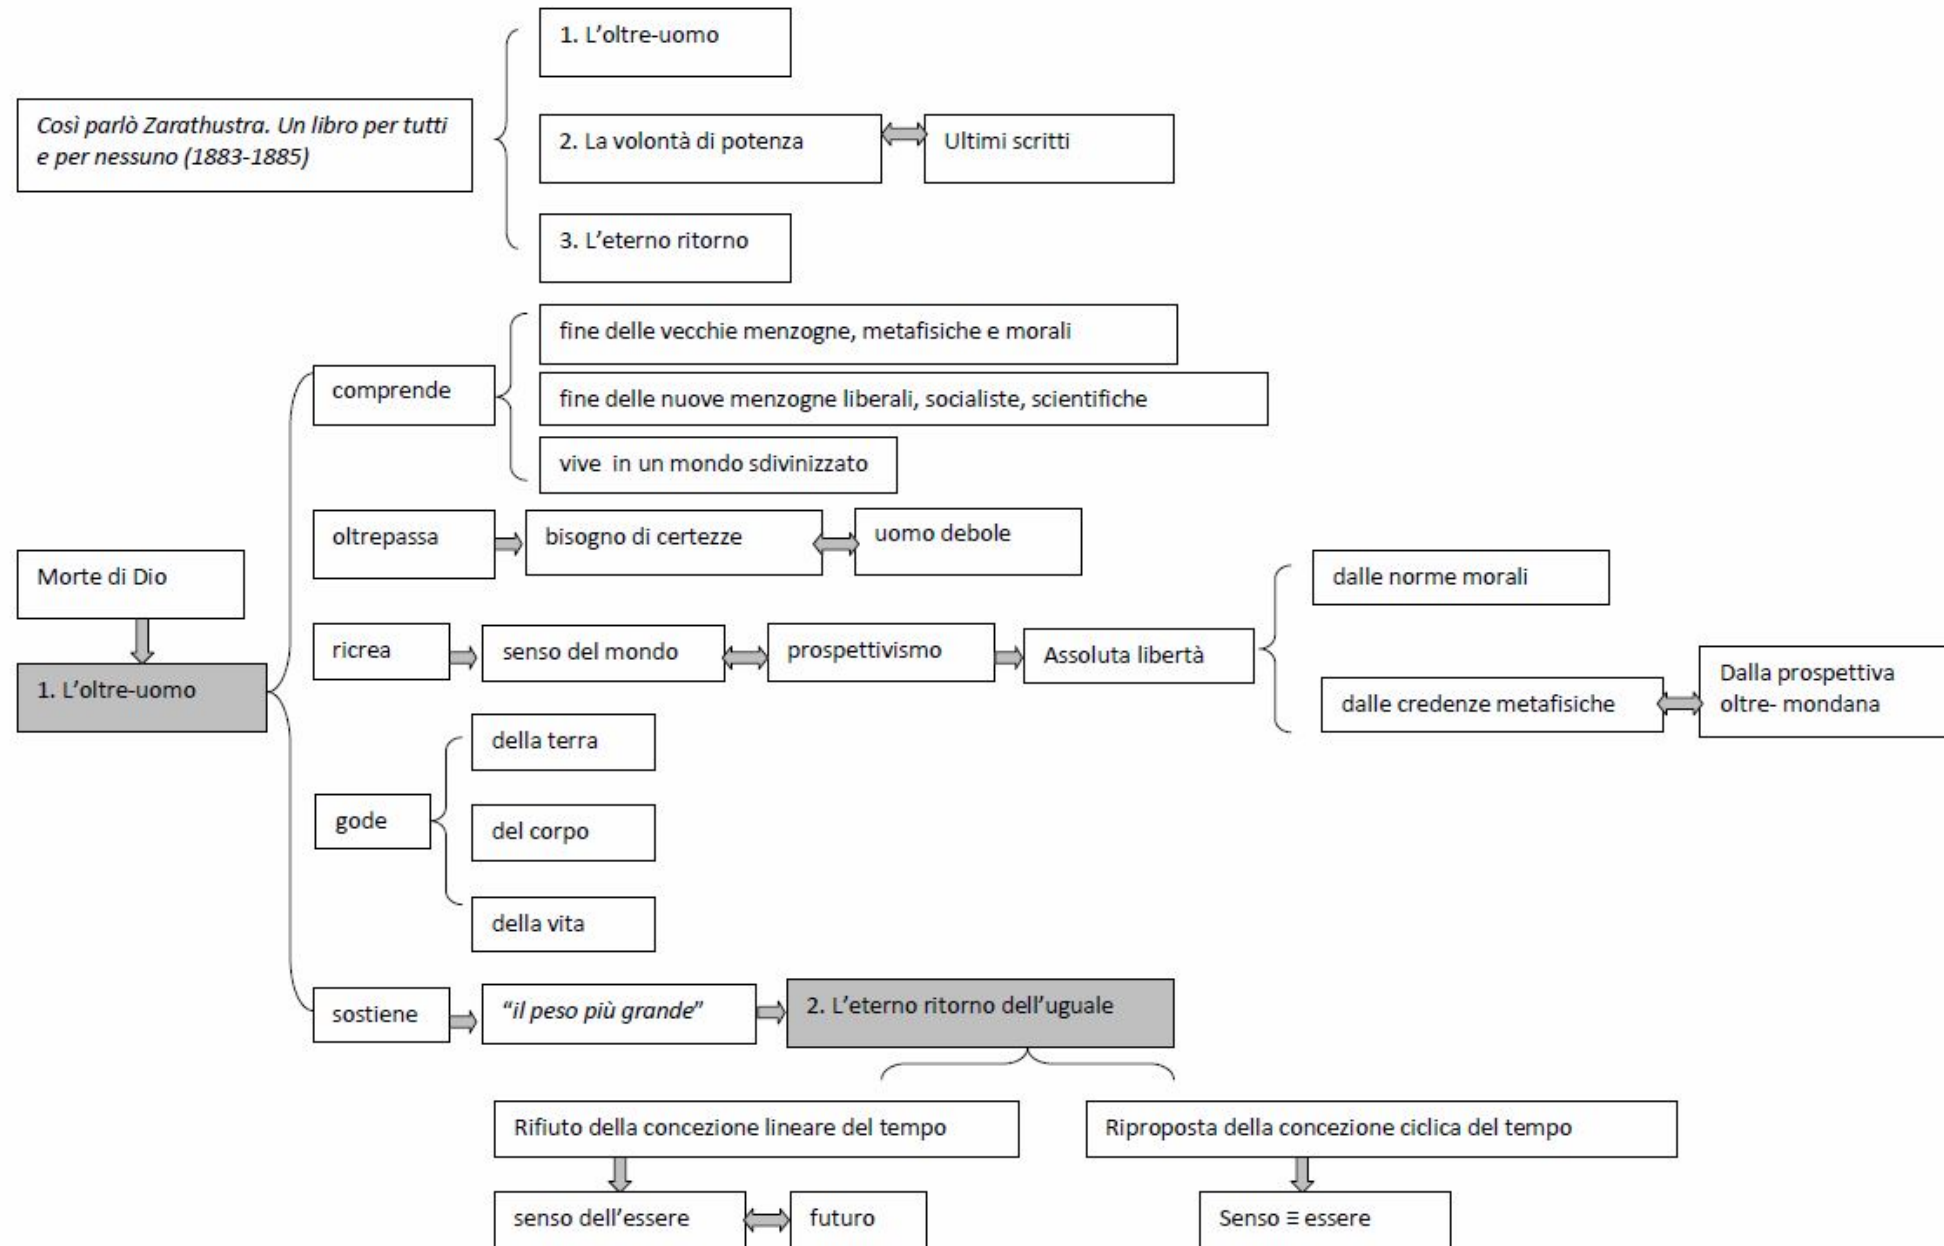 1. L'oltre-uomo
Così parlò Zarathustra. Un libro per tutti
e per nessuno (1883-1885)
2. La volontà di potenza
Ultimi scritti
3. L'eterno ritorno
fine delle vecchie menzogne, metafisiche e morali
comprende
fine delle nuove menzogne liberali, socialiste, scientifiche
vive in un mondo sdivinizzato
oltrepassa
bisogno di certezze
uomo debole
Morte di Dio
1. L'oltre-uomo
ricrea
senso del mondo
prospettivismo
Assoluta libertà
dalle norme morali
dalle credenze metafisiche
Dalla prospettiva
oltre- mondana
gode
della terra
del corpo
della vita
sostiene
"il peso più grande"
2. L'eterno ritorno dell'uguale
Rifiuto della concezione lineare del tempo
Riproposta della concezione ciclica del tempo
senso dell'essere
futuro
Senso ≡ essere